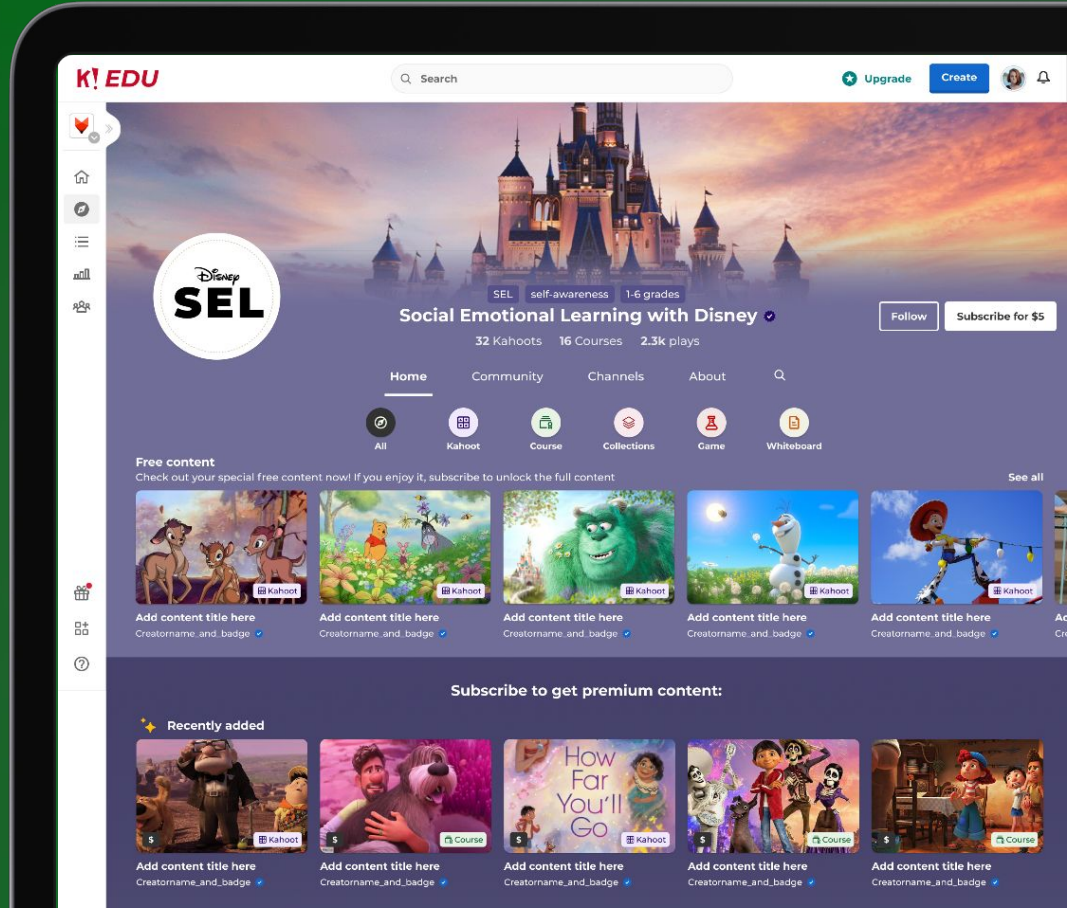 K! EDU
Search
Upgrade
Create
Disney
SEL
SEL self-awareness 1-6 grades
Social Emotional Learning with Disney
32 Kahoots 16 Courses 2.3k plays
Follow
Subscribe for $5
Home Community Channels About
All Kahoot Course Collections Game Whiteboard
Free content
Check out your special free content now! If you enjoy it, subscribe to unlock the full content
See all
Kahoot Kahoot Kahoot Kahoot Kahoot
Add content title here Add content title here Add content title here Add content title here Add content title here
Creatorname_and_badge Creatorname_and_badge Creatorname_and_badge Creatorname_and_badge Creatorname_and_badge
Subscribe to get premium content:
Recently added
How
Far
You'll
Go
$ Kahoot $ Course $ Kahoot $ Course $ Course
Add content title here Add content title here Add content title here Add content title here Add content title here
Creatorname_and_badge Creatorname_and_badge Creatorname_and_badge Creatorname_and_badge Creatorname_and_badge